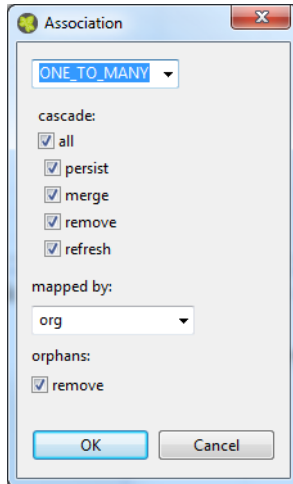 Association
ONE_TO_MANY
cascade:
all
persist
merge
remove
refresh
mapped by:
org
orphans:
remove
OK Cancel